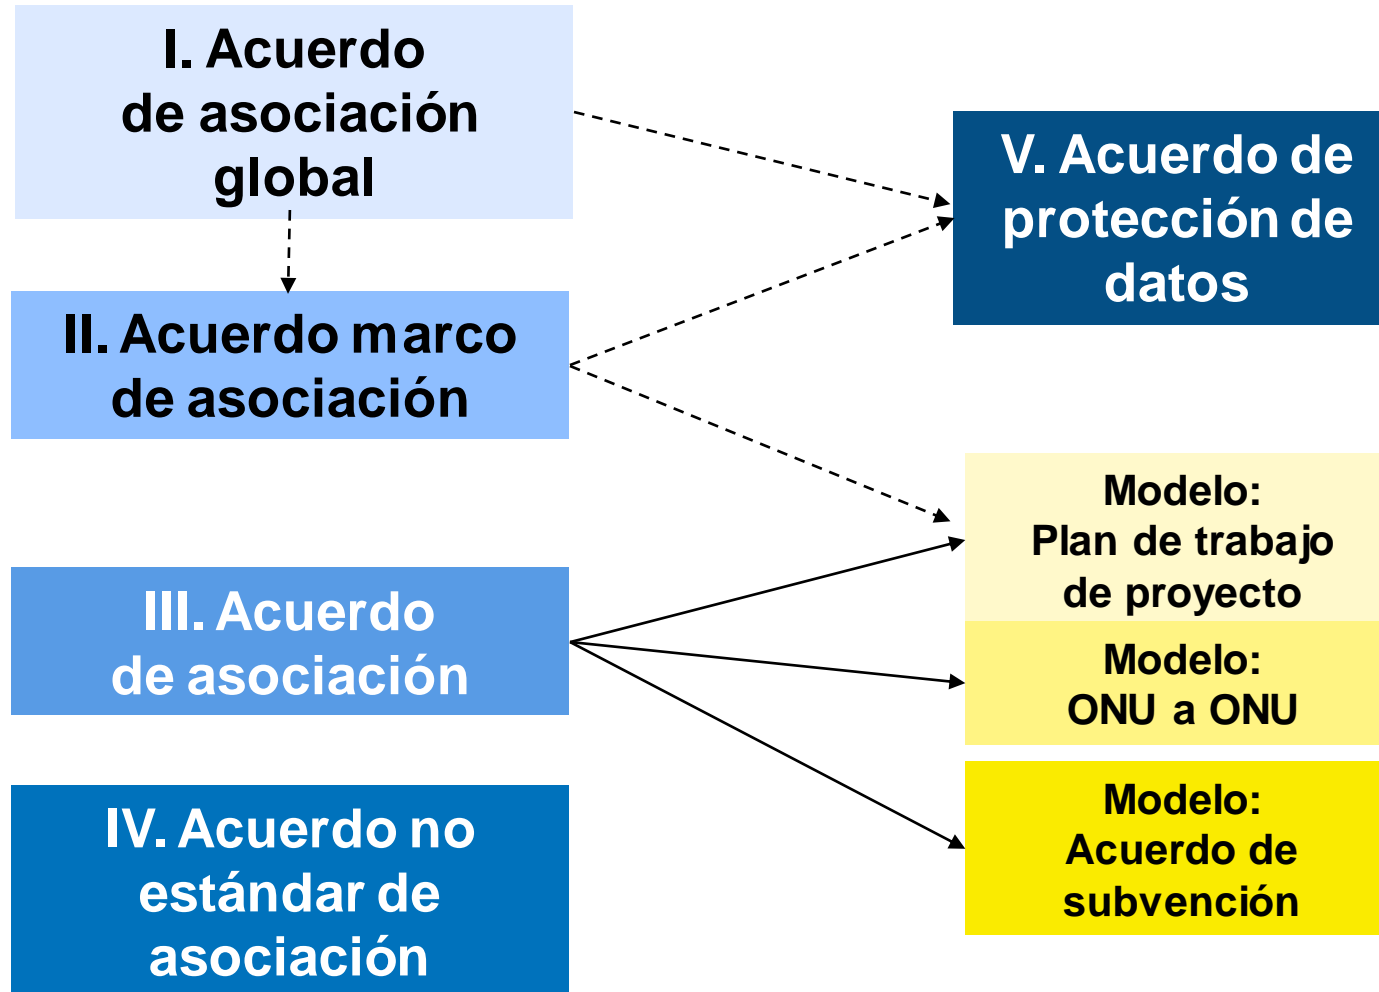 I. Acuerdo
de asociación
global
II. Acuerdo marco
de asociación
III. Acuerdo
de asociación
IV. Acuerdo no
estándar de
asociación
V. Acuerdo de
protección de
datos
Modelo:
Plan de trabajo
de proyecto
Modelo:
ONU a ONU
Modelo:
Acuerdo de
subvención